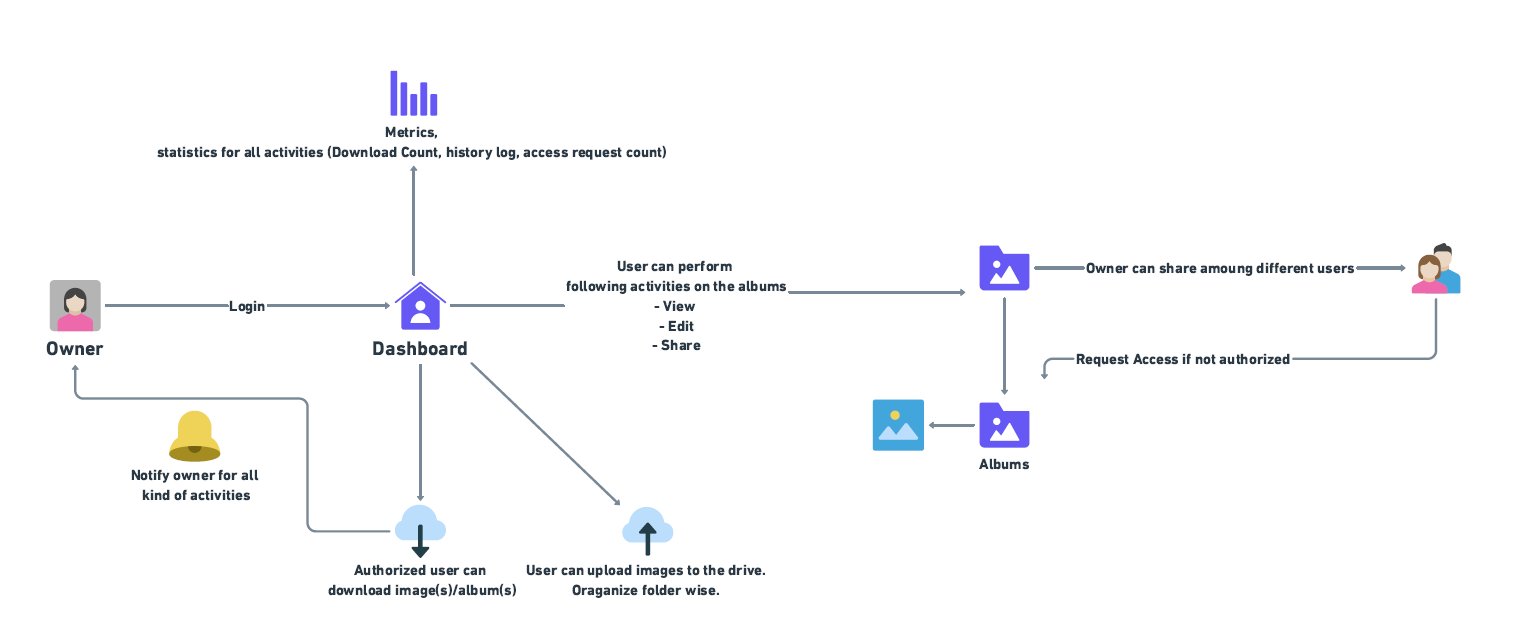 Metrics,
statistics for all activities (Download Count, history log, access request count)
User can perform
following activities on the albums
- View
- Edit
- Share
Owner can share amoung different users
Login
Owner
Dashboard
Request Access if not authorized
Albums
Notify owner for all
kind of activities
Authorized user can
download image(s)/album(s)
User can upload images to the drive.
Oraganize folder wise.